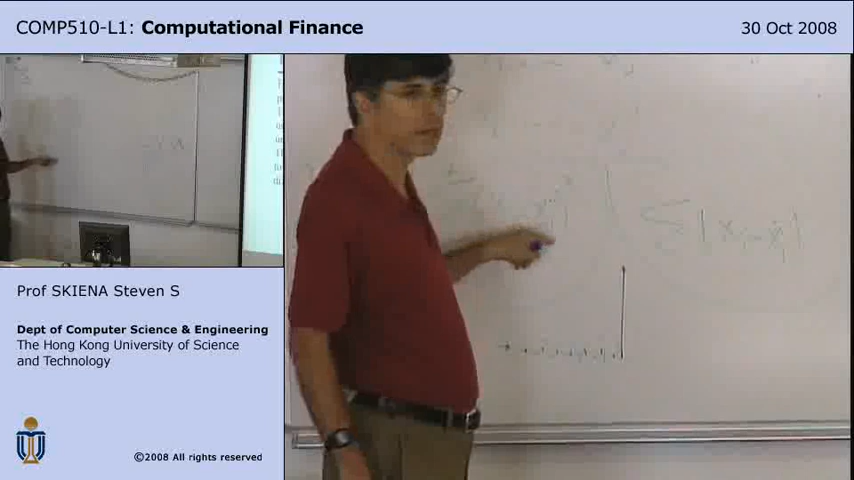 COMP510-L1: Computational Finance
30 Oct 2008
Σ | x_i - x̄ |
Prof SKIENA Steven S
Dept of Computer Science & Engineering
The Hong Kong University of Science
and Technology
©2008 All rights reserved